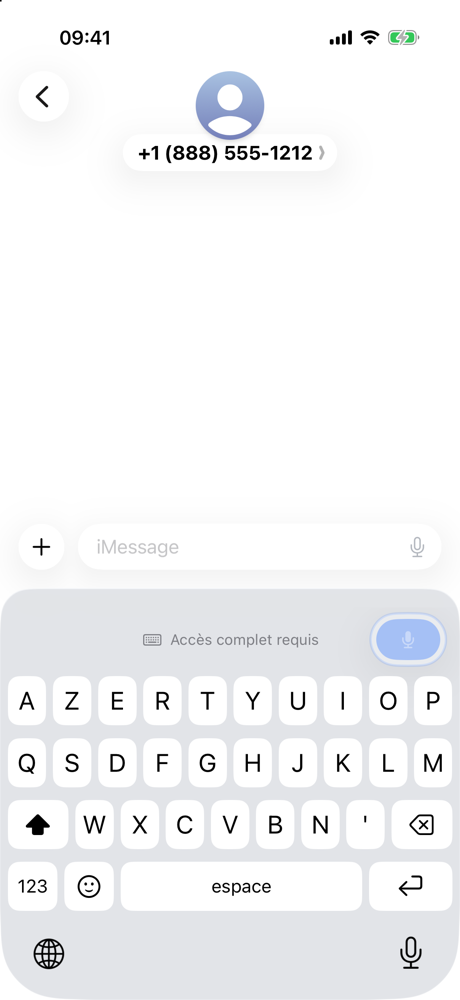 09:41
+1 (888) 555-1212
iMessage
Accès complet requis
A Z E R T Y U I O P
Q S D F G H J K L M
W X C V B N '
123 espace